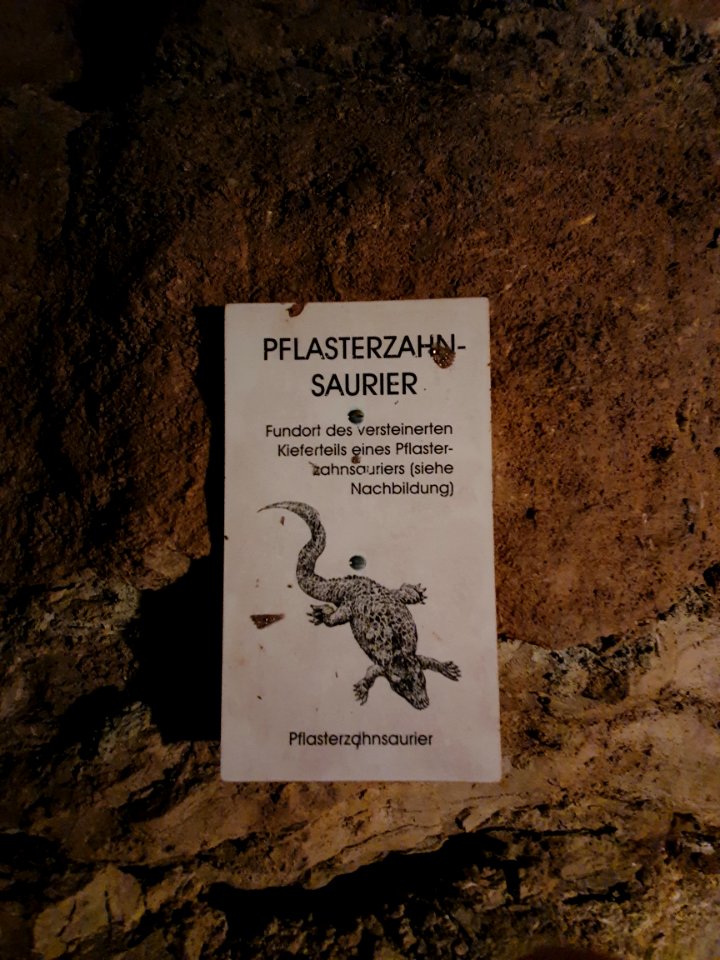 PFLASTERZAHN-
SAURIER
Fundort des versteinerten
Kieferteils eines Pflaster-
zahnsauriers (siehe
Nachbildung)
Pflasterzahnsaurier